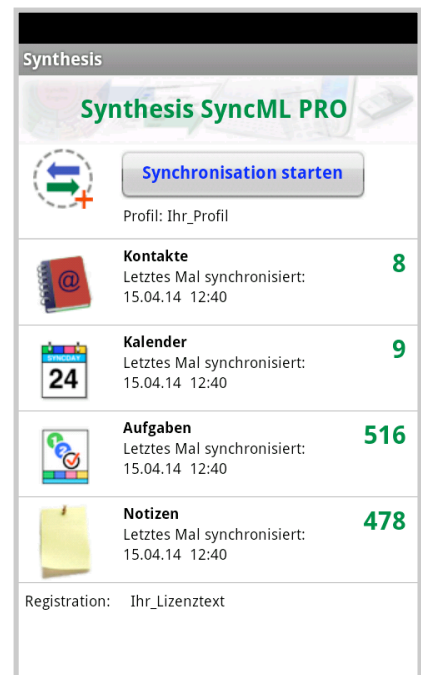 Synthesis
Synthesis SyncML PRO
Synchronisation starten
Profil: Ihr_Profil
Kontakte
8
Letztes Mal synchronisiert:
15.04.14 12:40
@
Kalender
9
Letztes Mal synchronisiert:
15.04.14 12:40
SYNCDAY
24
Aufgaben
516
Letztes Mal synchronisiert:
15.04.14 12:40
1
2
Notizen
478
Letztes Mal synchronisiert:
15.04.14 12:40
Registration: Ihr_Lizenztext